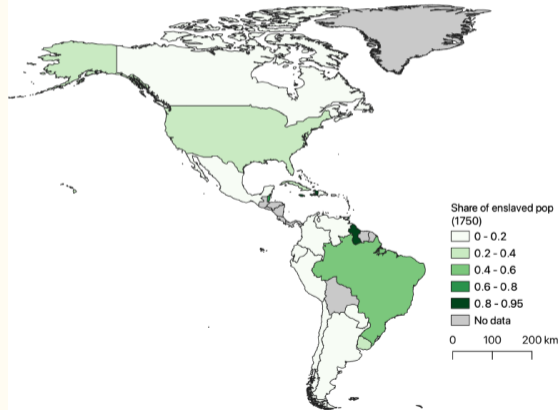 Share of enslaved pop
(1750)
0 - 0.2
0.2 - 0.4
0.4 - 0.6
0.6 - 0.8
0.8 - 0.95
No data
0 100 200 km